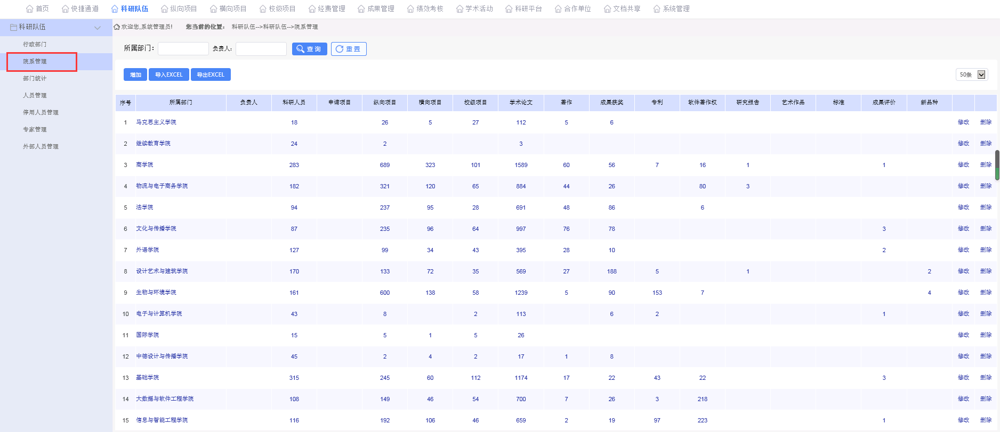 首页 快捷通道 科研队伍 纵向项目 横向项目 校级项目 经费管理 成果管理 绩效考核 学术活动 科研平台 合作单位 文档共享 系统管理
科研队伍
欢迎您,系统管理员! 您当前的位置： 科研队伍-->科研队伍-->院系管理
行政部门
院系管理
部门统计
人员管理
停用人员管理
专家管理
外部人员管理
所属部门： 负责人： 查询 重置
增加 导入EXCEL 导出EXCEL 50条
序号 所属部门 负责人 科研人员 申请项目 纵向项目 横向项目 校级项目 学术论文 著作 成果获奖 专利 软件著作权 研究报告 艺术作品 标准 成果评价 新品种
1 马克思主义学院 18 26 5 27 112 5 6 修改 删除
2 继续教育学院 24 2 3 修改 删除
3 商学院 283 689 323 101 1589 60 56 7 16 1 1 修改 删除
4 物流与电子商务学院 182 321 120 65 884 44 26 80 3 修改 删除
5 法学院 94 237 95 28 691 48 86 6 修改 删除
6 文化与传播学院 87 235 96 64 997 76 78 3 修改 删除
7 外语学院 127 99 34 43 395 28 10 2 修改 删除
8 设计艺术与建筑学院 170 133 72 35 569 27 188 5 1 2 修改 删除
9 生物与环境学院 161 600 138 58 1239 5 90 153 7 4 修改 删除
10 电子与计算机学院 43 8 2 113 6 2 1 修改 删除
11 国际学院 15 5 1 5 26 修改 删除
12 中德设计与传播学院 45 2 4 2 17 1 8 修改 删除
13 基础学院 315 245 60 112 1174 17 22 43 22 3 修改 删除
14 大数据与软件工程学院 108 149 46 54 700 7 26 3 218 修改 删除
15 信息与智能工程学院 116 192 106 46 659 2 19 97 223 1 修改 删除